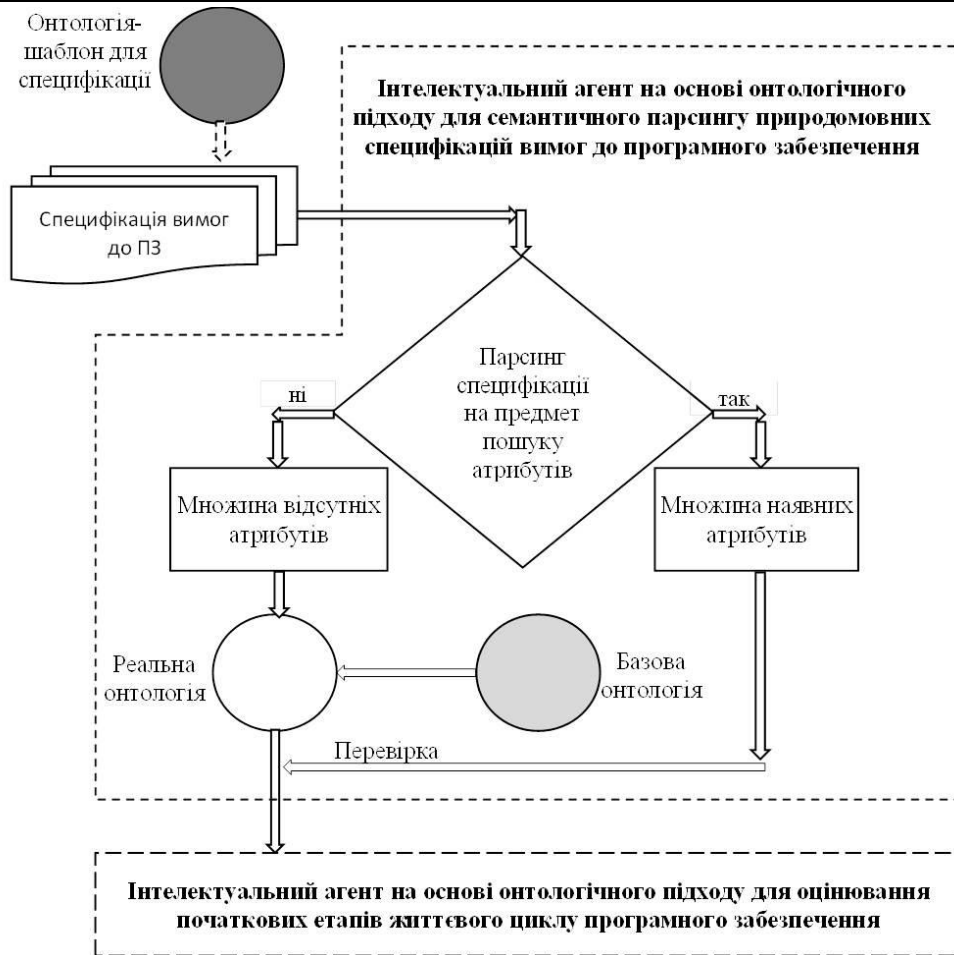 Онтологія-
шаблон для
специфікації
Інтелектуальний агент на основі онтологічного
підходу для семантичного парсингу природомовних
специфікацій вимог до програмного забезпечення
Специфікація вимог
до ПЗ
Парсинг
специфікації
на предмет
пошуку
атрибутів
ні
так
Множина відсутніх
атрибутів
Множина наявних
атрибутів
Реальна
онтологія
Базова
онтологія
Перевірка
Інтелектуальний агент на основі онтологічного підходу для оцінювання
початкових етапів життєвого циклу програмного забезпечення